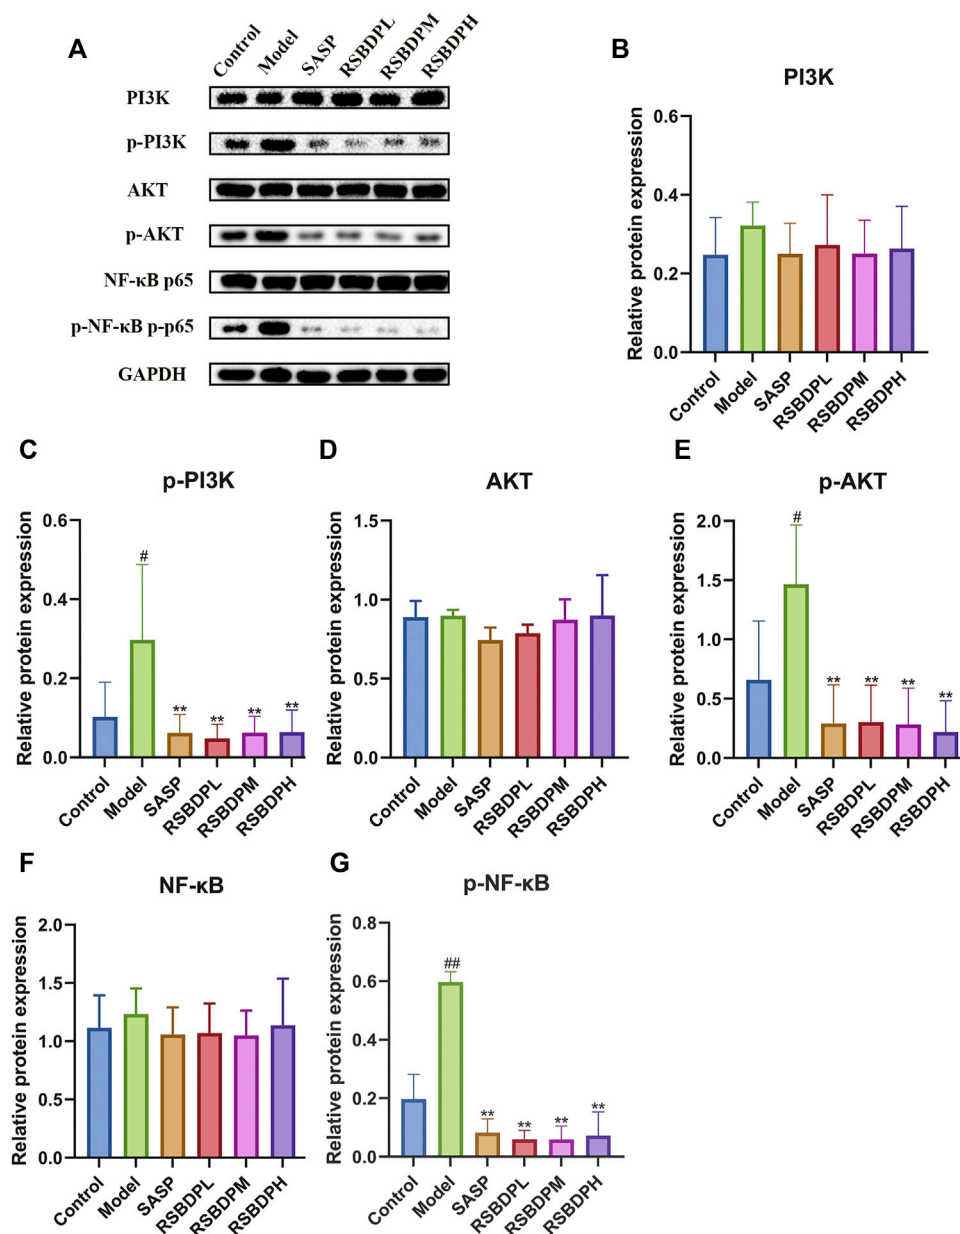 A
Control
Model
SASP
RSBDPL
RSBDPM
RSBDPH
PI3K
p-PI3K
AKT
p-AKT
NF-κB p65
p-NF-κB p-p65
GAPDH
B
PI3K
Relative protein expression
0.6
0.4
0.2
0.0
Control
Model
SASP
RSBDPL
RSBDPM
RSBDPH
C
p-PI3K
Relative protein expression
0.6
0.4
0.2
0.0
#
**
**
**
**
Control
Model
SASP
RSBDPL
RSBDPM
RSBDPH
D
AKT
Relative protein expression
1.5
1.0
0.5
0.0
Control
Model
SASP
RSBDPL
RSBDPM
RSBDPH
E
p-AKT
Relative protein expression
2.0
1.5
1.0
0.5
0.0
#
**
**
**
**
Control
Model
SASP
RSBDPL
RSBDPM
RSBDPH
F
NF-κB
Relative protein expression
2.0
1.5
1.0
0.5
0.0
Control
Model
SASP
RSBDPL
RSBDPM
RSBDPH
G
p-NF-κB
Relative protein expression
0.8
0.6
0.4
0.2
0.0
##
**
**
**
**
Control
Model
SASP
RSBDPL
RSBDPM
RSBDPH